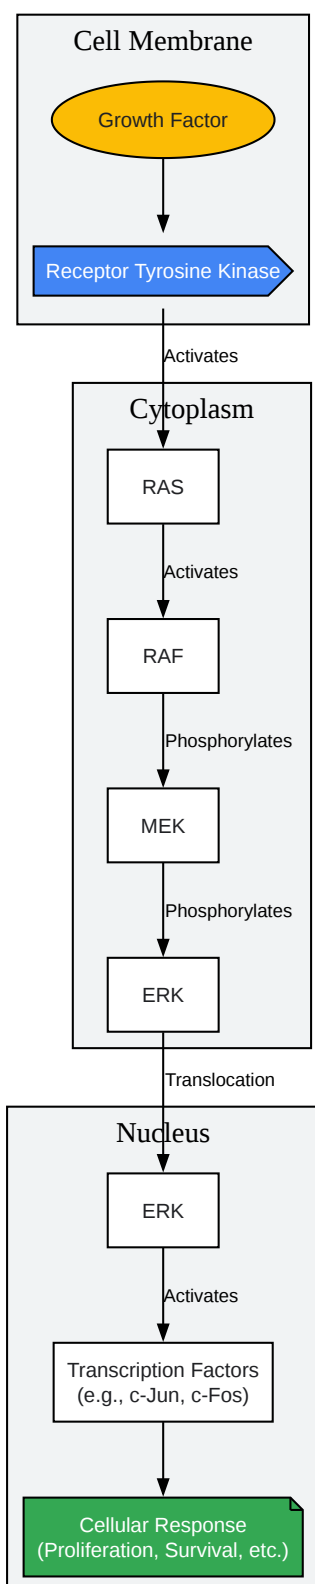 Cell Membrane
Growth Factor
Receptor Tyrosine Kinase
Activates
Cytoplasm
RAS
Activates
RAF
Phosphorylates
MEK
Phosphorylates
ERK
Translocation
Nucleus
ERK
Activates
Transcription Factors
(e.g., c-Jun, c-Fos)
Cellular Response
(Proliferation, Survival, etc.)